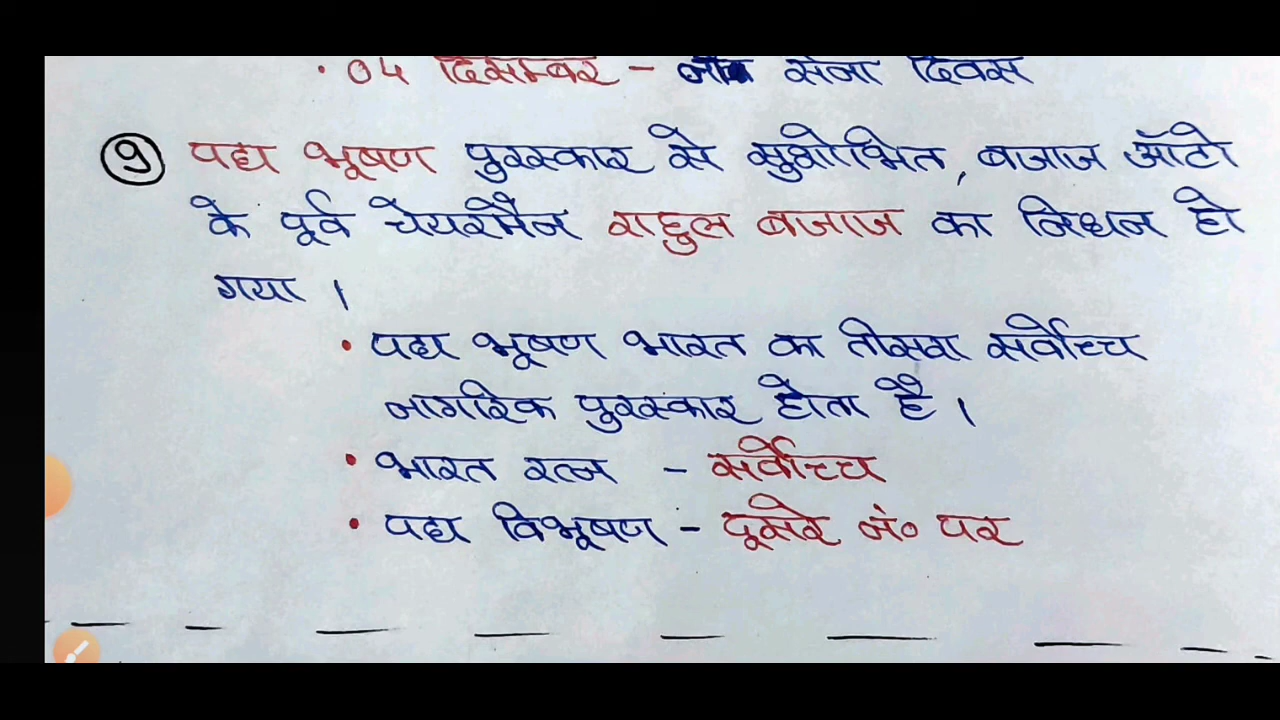 • 04 दिसम्बर - नौ सेना दिवस
9 पद्म भूषण पुरस्कार से सुशोभित, बजाज ऑटो
के पूर्व चेयरमैन राहुल बजाज का निधन हो
गया ।
• पद्म भूषण भारत का तीसरा सर्वोच्च
नागरिक पुरस्कार होता है ।
• भारत रत्न - सर्वोच्च
• पद्म विभूषण - दूसरे नं० पर